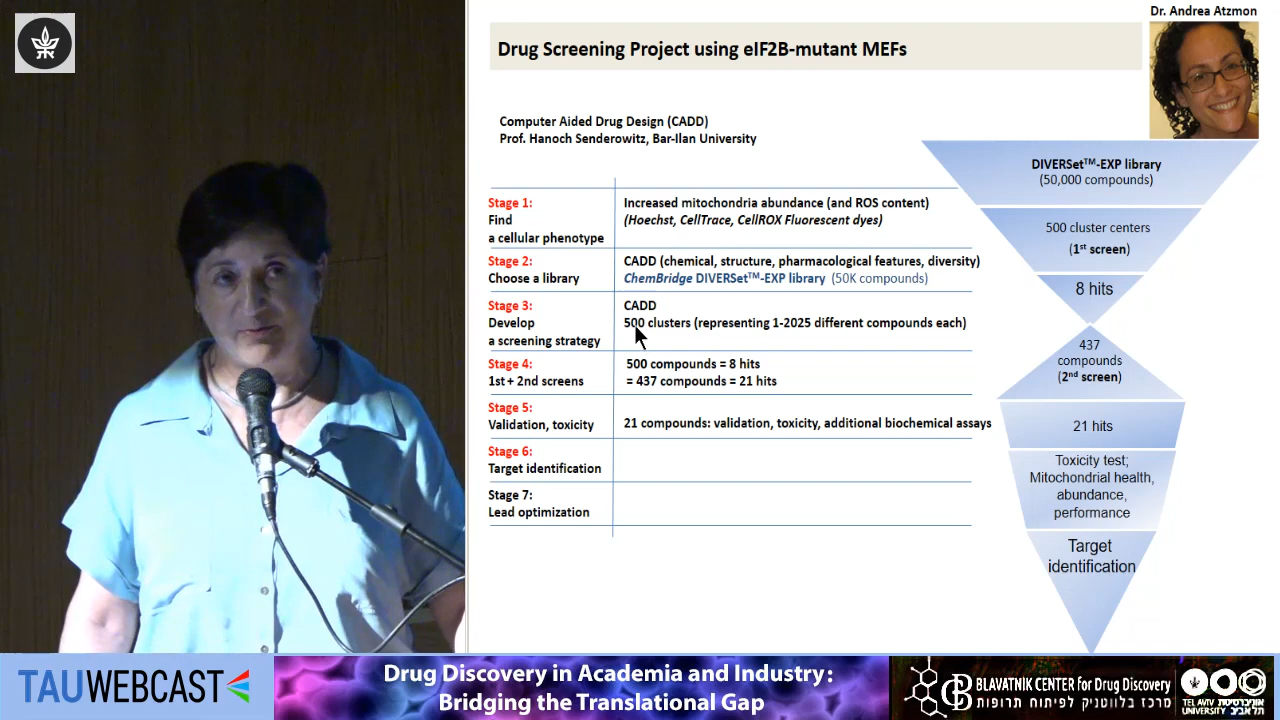 Dr. Andrea Atzmon
Drug Screening Project using eIF2B-mutant MEFs
Computer Aided Drug Design (CADD)
Prof. Hanoch Senderowitz, Bar-Ilan University
Stage 1:
Find
a cellular phenotype
Increased mitochondria abundance (and ROS content)
(Hoechst, CellTrace, CellROX Fluorescent dyes)
Stage 2:
Choose a library
CADD (chemical, structure, pharmacological features, diversity)
ChemBridge DIVERSet™-EXP library (50K compounds)
Stage 3:
Develop
a screening strategy
CADD
500 clusters (representing 1-2025 different compounds each)
Stage 4:
1st + 2nd screens
500 compounds = 8 hits
= 437 compounds = 21 hits
Stage 5:
Validation, toxicity
21 compounds: validation, toxicity, additional biochemical assays
Stage 6:
Target identification
Stage 7:
Lead optimization
DIVERSet™-EXP library
(50,000 compounds)
500 cluster centers
(1st screen)
8 hits
437
compounds
(2nd screen)
21 hits
Toxicity test;
Mitochondrial health,
abundance,
performance
Target
identification
TAUWEBCAST
Drug Discovery in Academia and Industry:
Bridging the Translational Gap
BLAVATNIK CENTER for Drug Discovery
מרכז בלווטניק לפיתוח תרופות
TEL AVIV UNIVERSITY
אוניברסיטת תל אביב